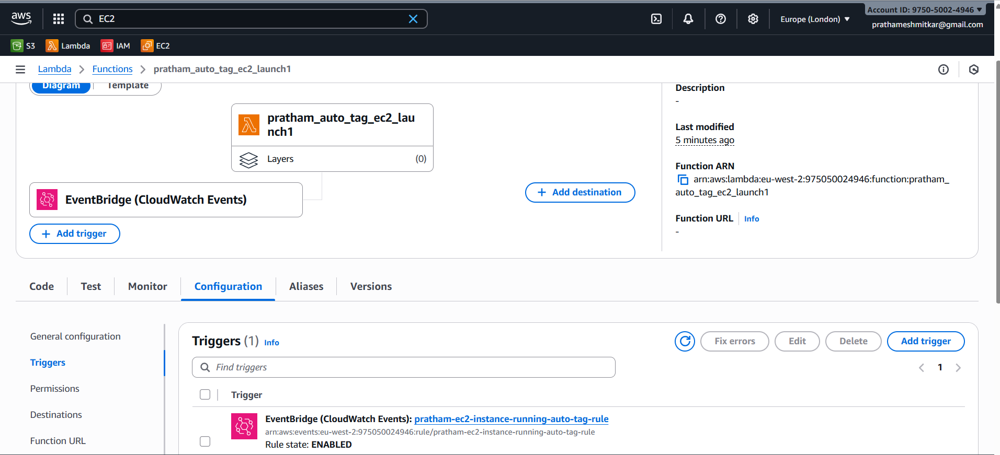 aws
EC2
Account ID: 9750-5002-4946
Europe (London)
prathameshmitkar@gmail.com
S3
Lambda
IAM
EC2
Lambda
Functions
pratham_auto_tag_ec2_launch1
Diagram
Template
pratham_auto_tag_ec2_lau
nch1
Layers
(0)
EventBridge (CloudWatch Events)
Add trigger
Add destination
Description
-
Last modified
5 minutes ago
Function ARN
arn:aws:lambda:eu-west-2:975050024946:function:pratham_
auto_tag_ec2_launch1
Function URL
Info
-
Code
Test
Monitor
Configuration
Aliases
Versions
General configuration
Triggers
Permissions
Destinations
Function URL
Triggers (1) Info
Fix errors
Edit
Delete
Add trigger
Find triggers
1
Trigger
EventBridge (CloudWatch Events): pratham-ec2-instance-running-auto-tag-rule
arn:aws:events:eu-west-2:975050024946:rule/pratham-ec2-instance-running-auto-tag-rule
Rule state: ENABLED